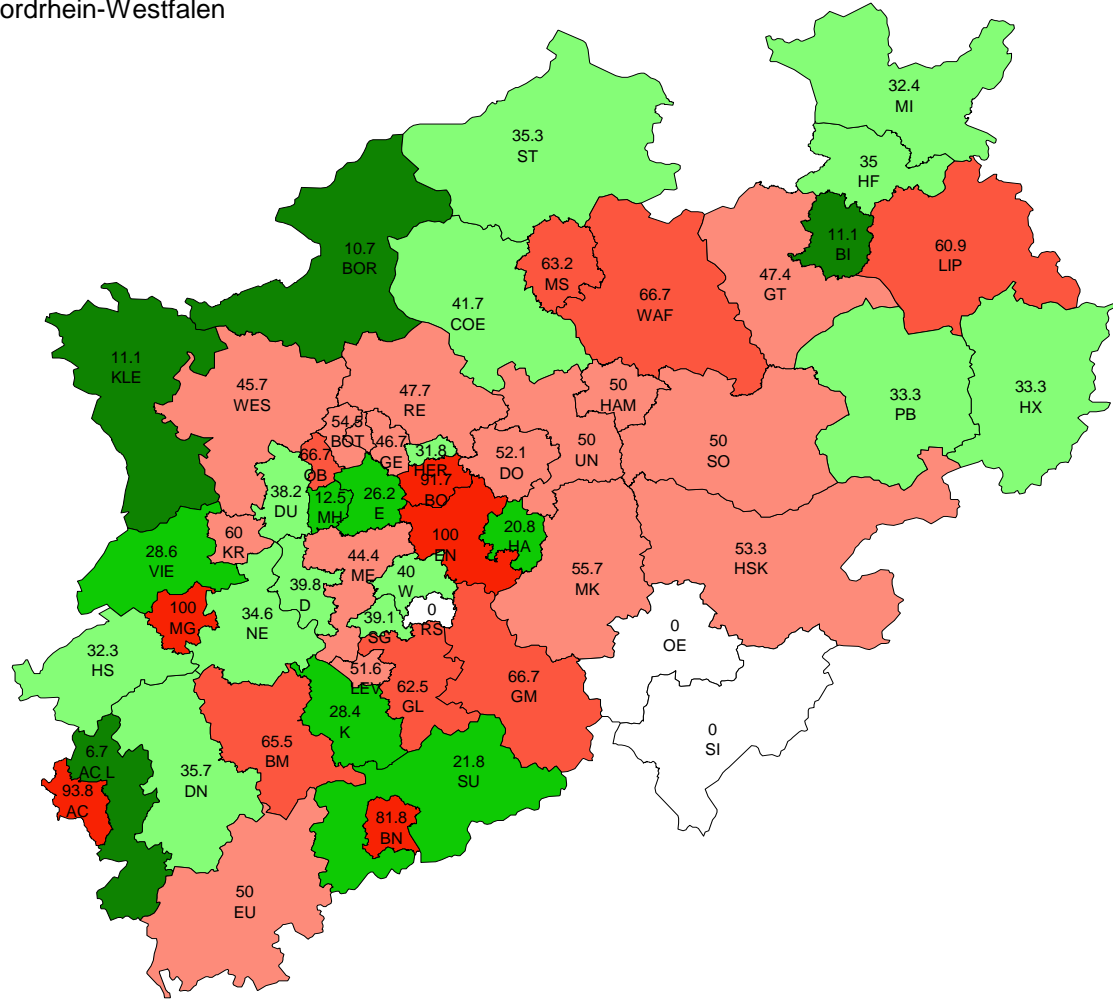 ordrhein-Westfalen
32.4
MI
35.3
ST
35
HF
11.1
BI
60.9
LIP
10.7
BOR
63.2
MS
47.4
GT
66.7
WAF
41.7
COE
11.1
KLE
45.7
WES
47.7
RE
50
HAM
33.3
PB
33.3
HX
54.5
BOT
46.7
GE
31.8
HER
52.1
DO
50
UN
50
SO
66.7
OB
91.7
BO
38.2
DU
12.5
MH
26.2
E
20.8
HA
60
KR
100
EN
28.6
VIE
44.4
ME
53.3
HSK
55.7
MK
40
W
39.8
D
100
MG
34.6
NE
39.1
SG
0
RS
0
OE
32.3
HS
51.6
LEV
62.5
GL
66.7
GM
28.4
K
0
SI
6.7
AC L
65.5
BM
21.8
SU
35.7
DN
93.8
AC
81.8
BN
50
EU